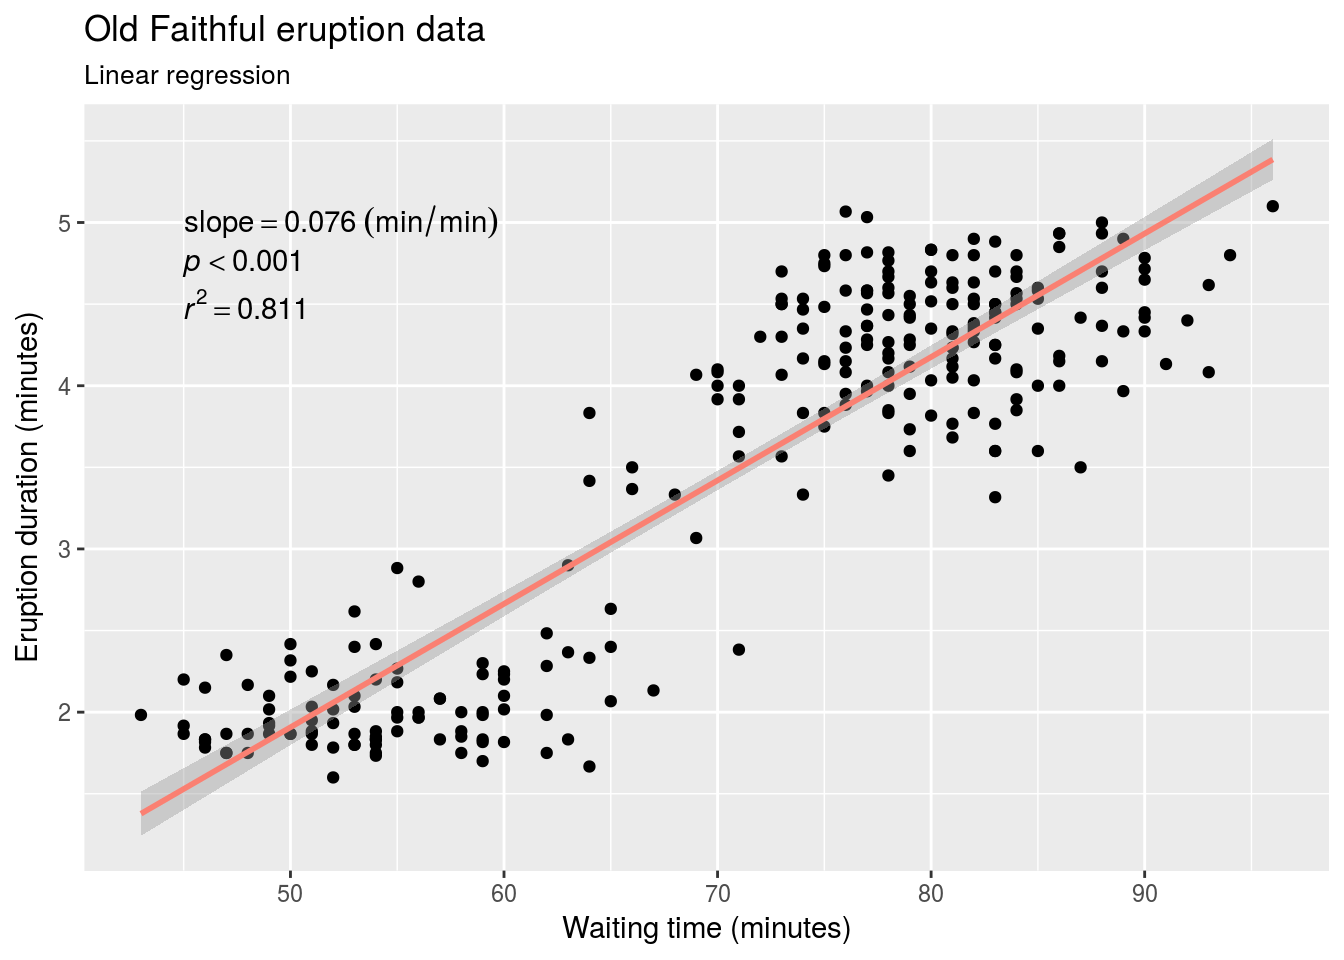 Old Faithful eruption data
Linear regression
slope = 0.076 (min/min)
p < 0.001
r² = 0.811
Eruption duration (minutes)
5
4
3
2
50 60 70 80 90
Waiting time (minutes)